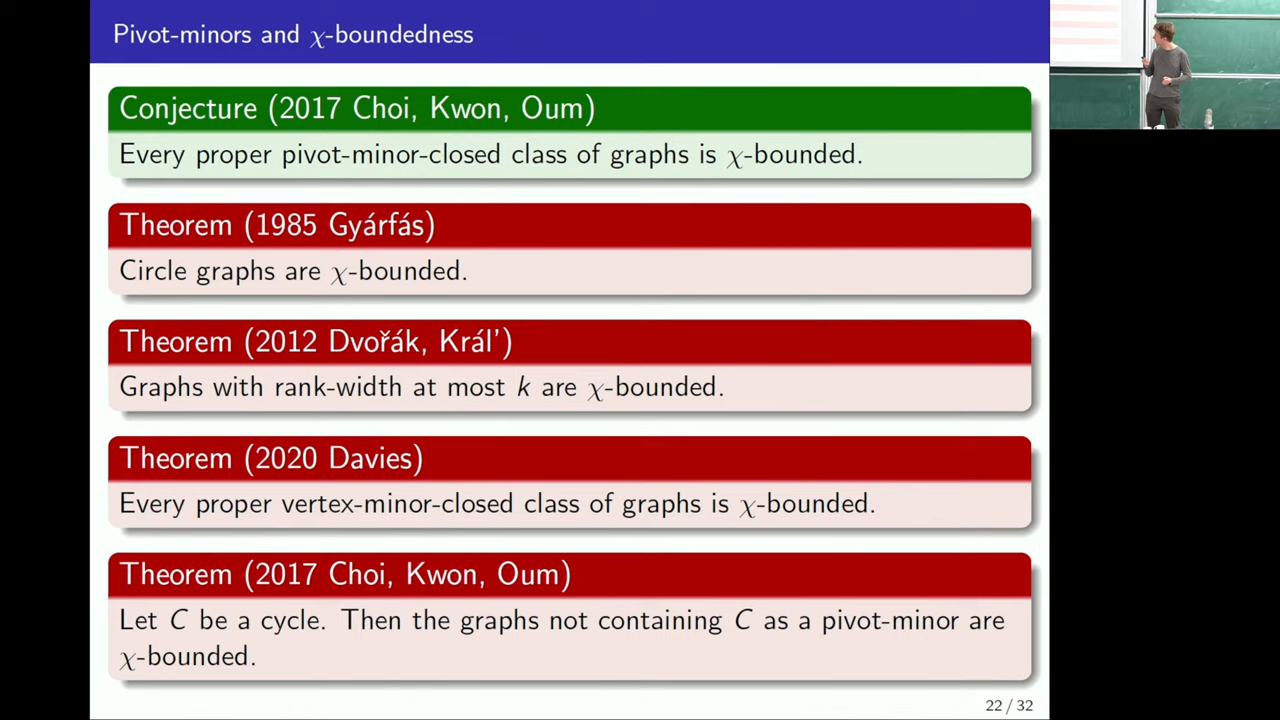 Pivot-minors and χ-boundedness
Conjecture (2017 Choi, Kwon, Oum)
Every proper pivot-minor-closed class of graphs is χ-bounded.
Theorem (1985 Gyárfás)
Circle graphs are χ-bounded.
Theorem (2012 Dvořák, Král')
Graphs with rank-width at most k are χ-bounded.
Theorem (2020 Davies)
Every proper vertex-minor-closed class of graphs is χ-bounded.
Theorem (2017 Choi, Kwon, Oum)
Let C be a cycle. Then the graphs not containing C as a pivot-minor are
χ-bounded.
22 / 32